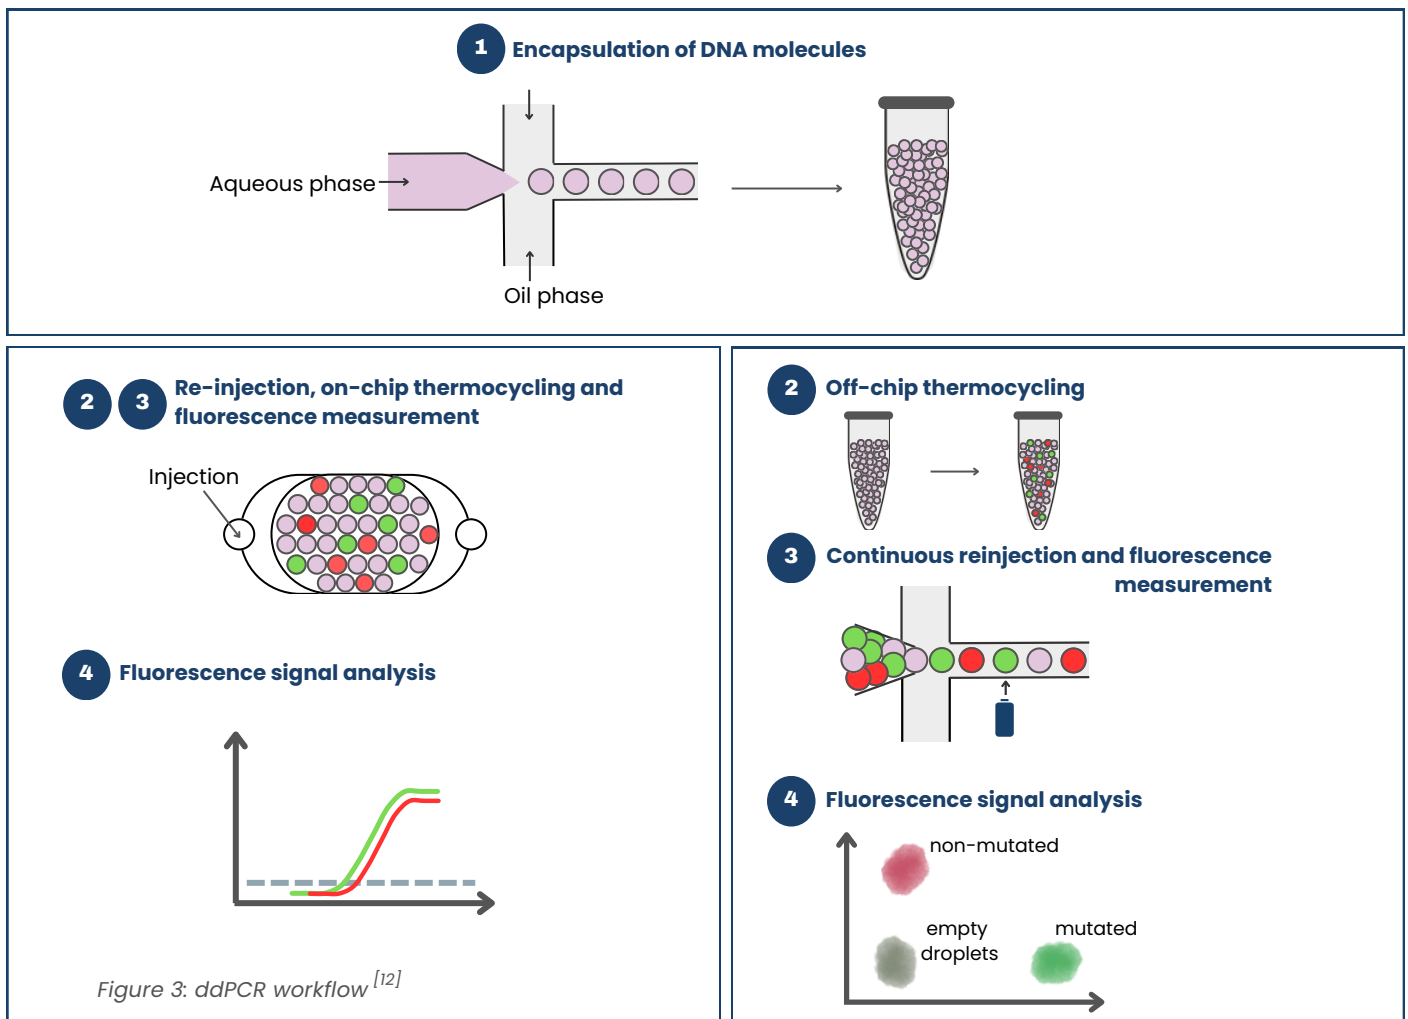 1 Encapsulation of DNA molecules
Aqueous phase
Oil phase
2 3 Re-injection, on-chip thermocycling and
fluorescence measurement
Injection
4 Fluorescence signal analysis
Figure 3: ddPCR workflow [12]
2 Off-chip thermocycling
3 Continuous reinjection and fluorescence
measurement
4 Fluorescence signal analysis
non-mutated
empty
droplets
mutated